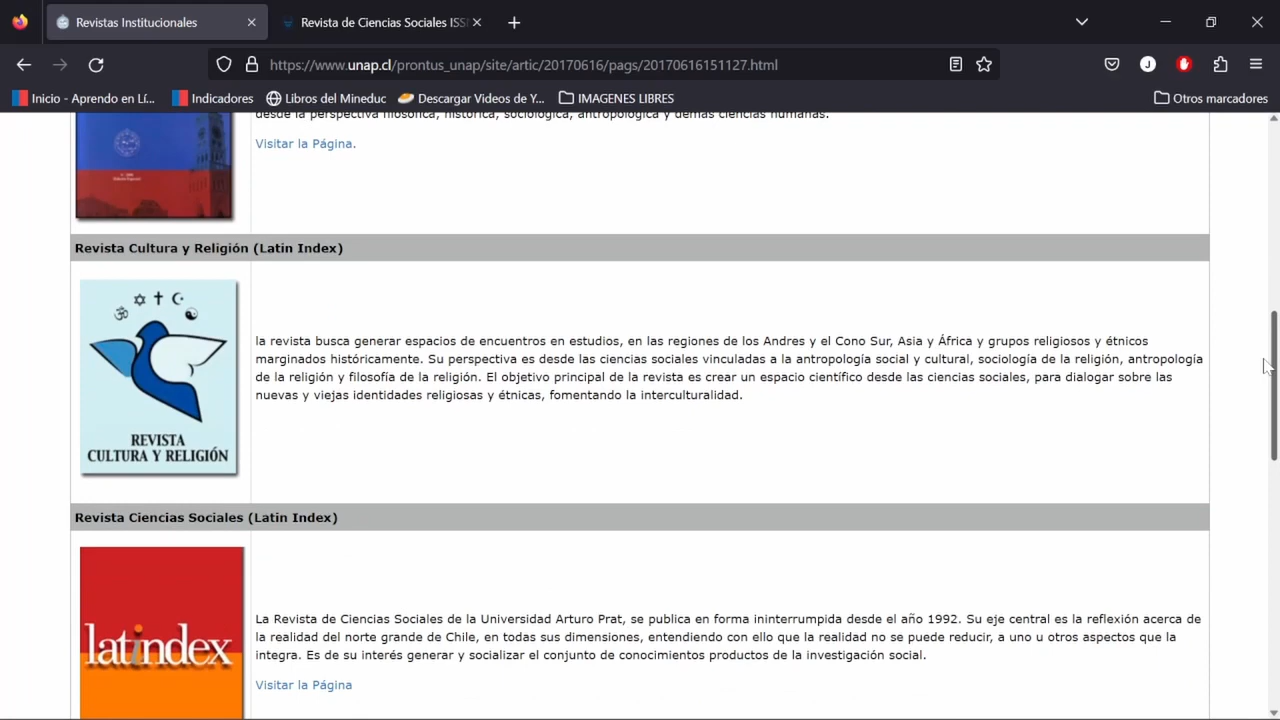 Revistas Institucionales
Revista de Ciencias Sociales ISS
https://www.unap.cl/prontus_unap/site/artic/20170616/pags/20170616151127.html
Inicio - Aprendo en Lí... Indicadores Libros del Mineduc Descargar Videos de Y... IMAGENES LIBRES Otros marcadores
desde la perspectiva filosófica, histórica, sociológica, antropológica y demás ciencias humanas.
Visitar la Página.
Revista Cultura y Religión (Latin Index)
la revista busca generar espacios de encuentros en estudios, en las regiones de los Andres y el Cono Sur, Asia y África y grupos religiosos y étnicos
marginados históricamente. Su perspectiva es desde las ciencias sociales vinculadas a la antropología social y cultural, sociología de la religión, antropología
de la religión y filosofía de la religión. El objetivo principal de la revista es crear un espacio científico desde las ciencias sociales, para dialogar sobre las
nuevas y viejas identidades religiosas y étnicas, fomentando la interculturalidad.
REVISTA
CULTURA Y RELIGIÓN
Revista Ciencias Sociales (Latin Index)
latindex
La Revista de Ciencias Sociales de la Universidad Arturo Prat, se publica en forma ininterrumpida desde el año 1992. Su eje central es la reflexión acerca de
la realidad del norte grande de Chile, en todas sus dimensiones, entendiendo con ello que la realidad no se puede reducir, a uno u otros aspectos que la
integra. Es de su interés generar y socializar el conjunto de conocimientos productos de la investigación social.
Visitar la Página